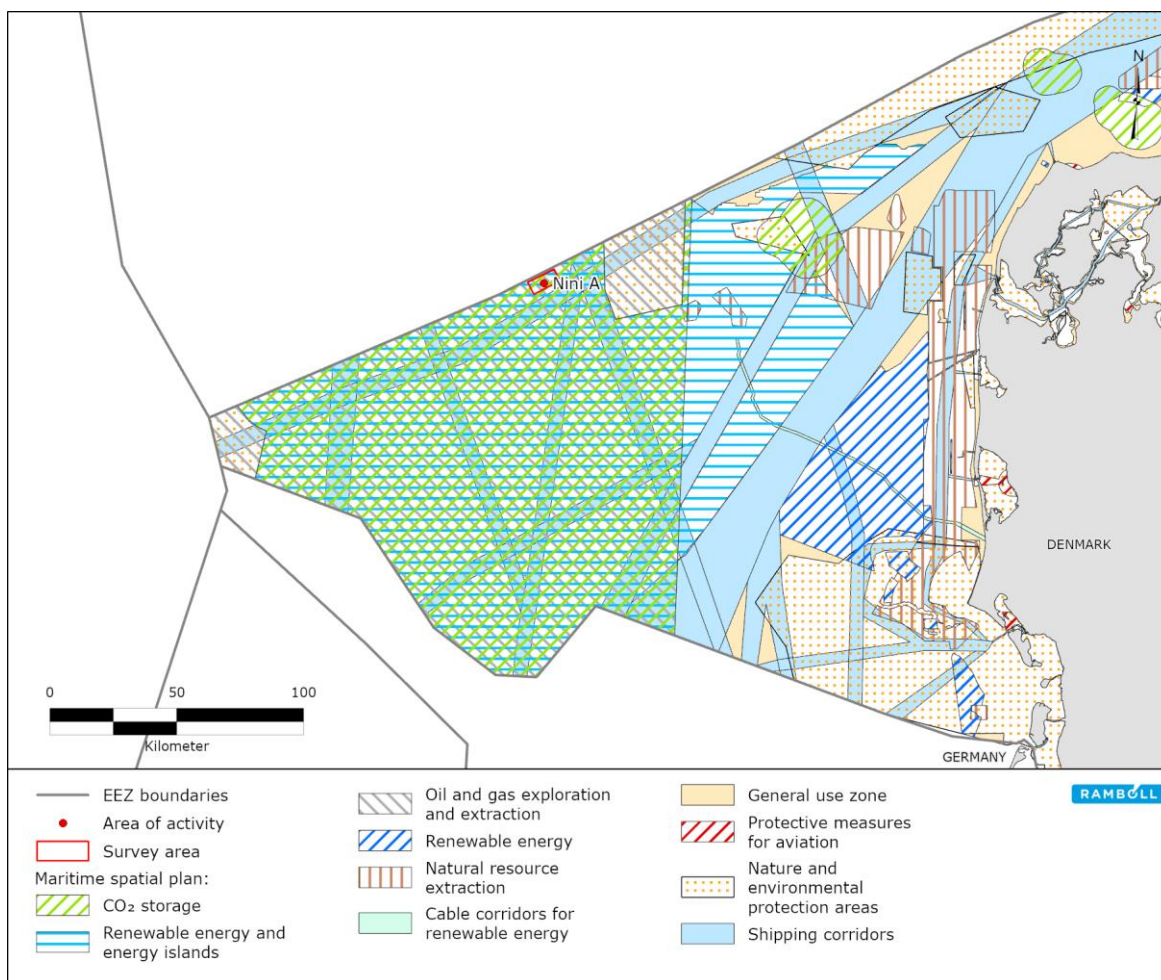 N
Nini A
DENMARK
GERMANY
0 50 100
Kilometer
EEZ boundaries
Area of activity
Survey area
Maritime spatial plan:
CO₂ storage
Renewable energy and
energy islands
Oil and gas exploration
and extraction
Renewable energy
Natural resource
extraction
Cable corridors for
renewable energy
General use zone
Protective measures
for aviation
Nature and
environmental
protection areas
Shipping corridors
RAMBOLL